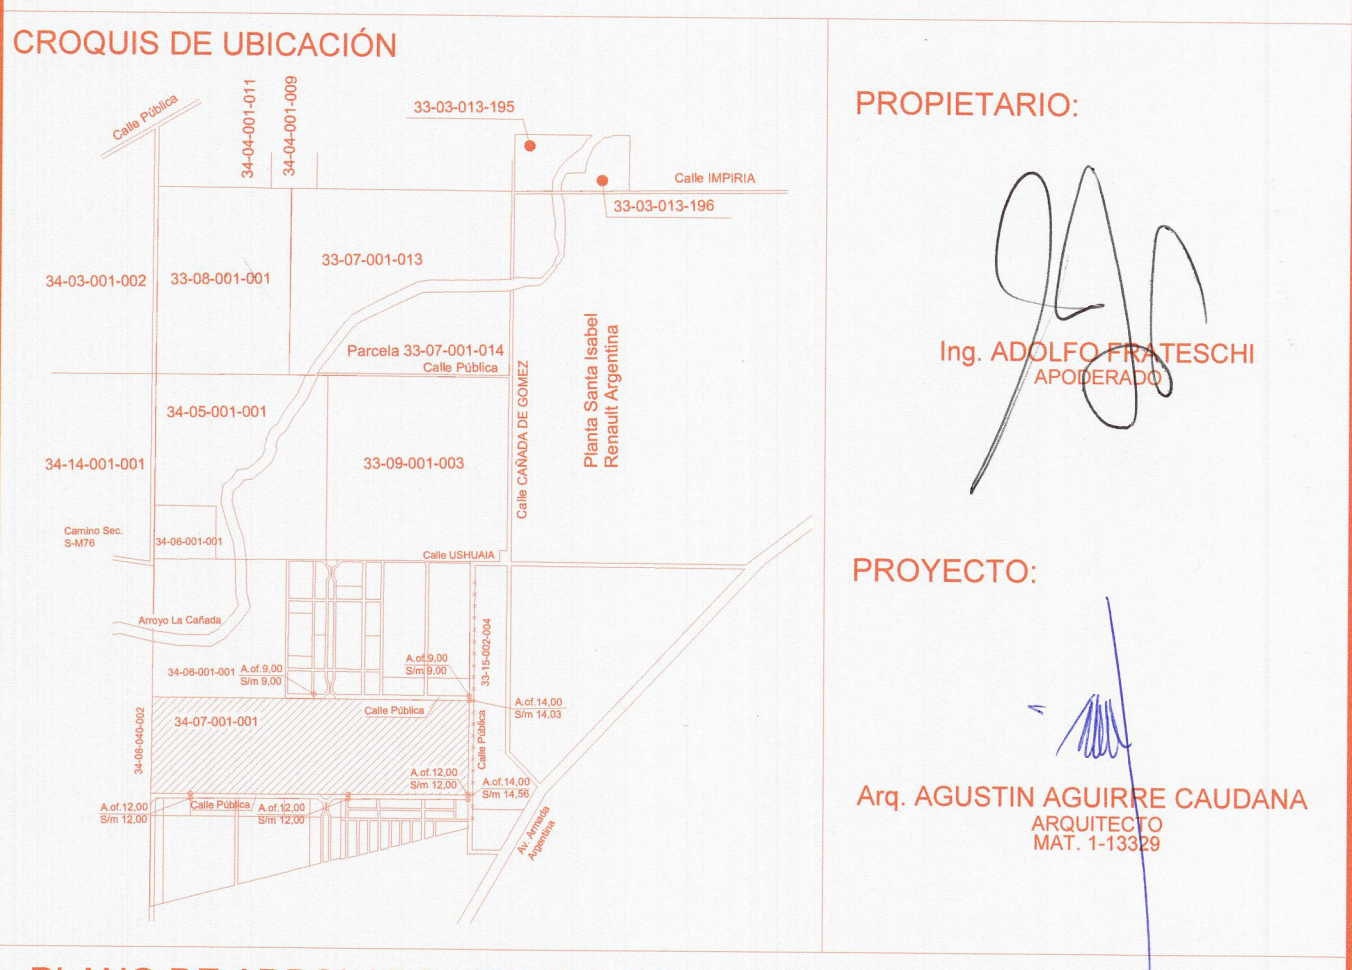 CROQUIS DE UBICACIÓN
Calle Pública
34-04-001-011
34-04-001-009
33-03-013-195
Calle IMPIRIA
33-03-013-196
34-03-001-002
33-08-001-001
33-07-001-013
Parcela 33-07-001-014
Calle Pública
Planta Santa Isabel
Renault Argentina
Calle CAÑADA DE GOMEZ
34-05-001-001
34-14-001-001
33-09-001-003
Camino Sec.
S-M76
34-06-001-001
Calle USHUAIA
Arroyo La Cañada
33-15-002-004
34-06-001-001
A.of.9,00
S/m 9,00
A.of.9,00
S/m 9,00
A.of.14,00
S/m 14,03
Calle Pública
34-07-001-001
34-08-040-002
Calle Pública
A.of.12,00
S/m 12,00
A.of.14,00
S/m 14,56
A.of.12,00
S/m 12,00
Calle Pública
A.of.12,00
S/m 12,00
Av. Armada
Argentina
PROPIETARIO:
Ing. ADOLFO FRATESCHI
APODERADO
PROYECTO:
Arq. AGUSTIN AGUIRRE CAUDANA
ARQUITECTO
MAT. 1-13329